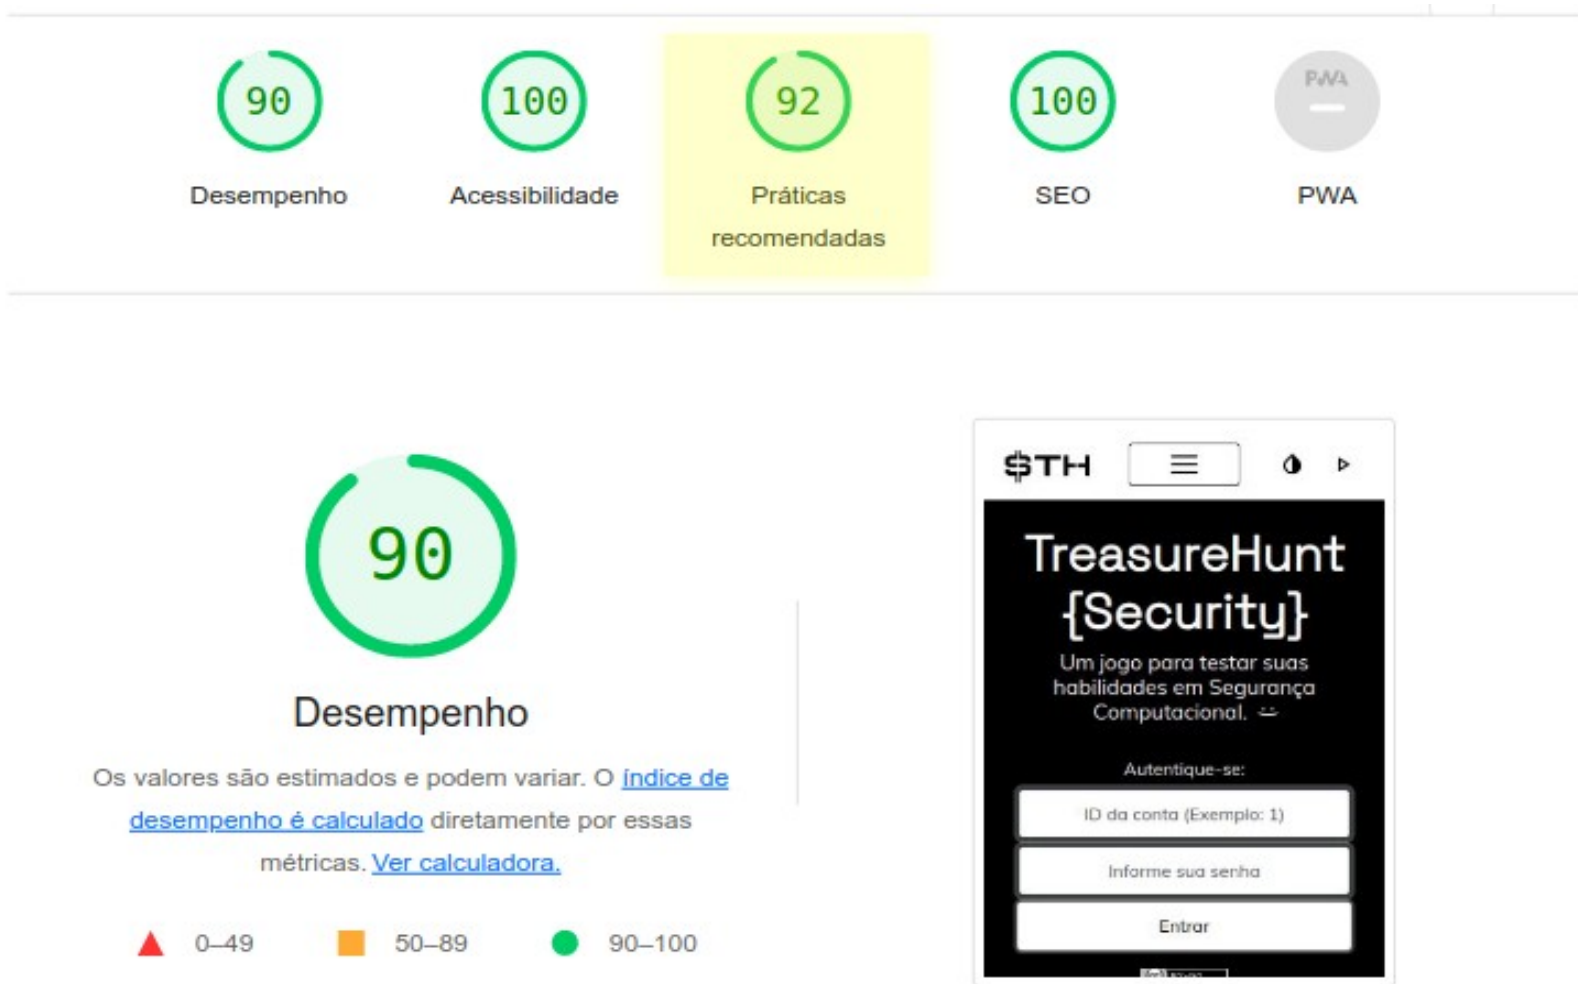 90
100
92
100
PWA
Desempenho
Acessibilidade
Práticas
recomendadas
SEO
PWA
90
Desempenho
Os valores são estimados e podem variar. O índice de
desempenho é calculado diretamente por essas
métricas. Ver calculadora.
0–49
50–89
90–100
$TH
TreasureHunt
{Security}
Um jogo para testar suas
habilidades em Segurança
Computacional.
Autentique-se:
ID da conta (Exemplo: 1)
Informe sua senha
Entrar